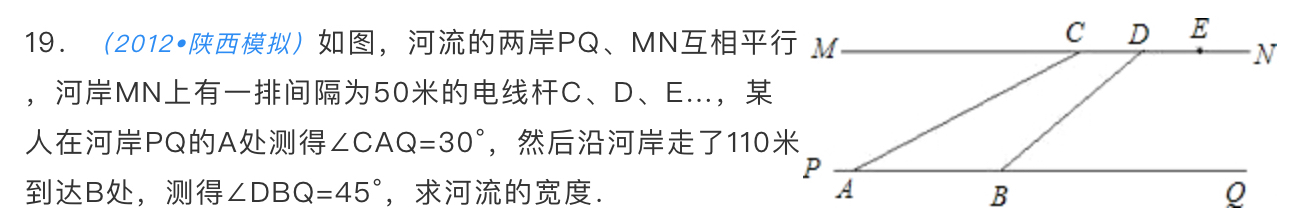 19. （2012•陕西模拟）如图，河流的两岸PQ、MN互相平行
，河岸MN上有一排间隔为50米的电线杆C、D、E…，某
人在河岸PQ的A处测得∠CAQ=30°，然后沿河岸走了110米
到达B处，测得∠DBQ=45°，求河流的宽度．
M C D E N
P A B Q